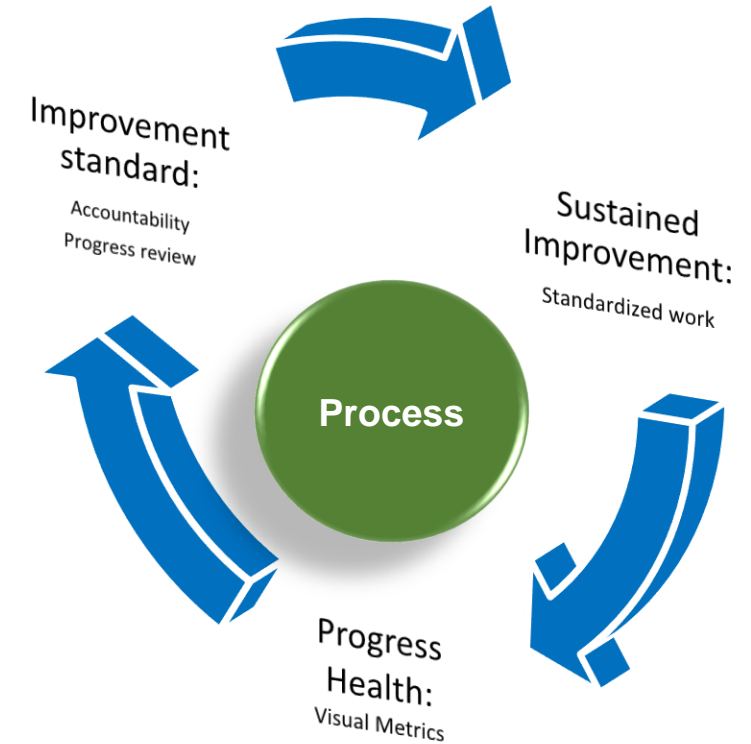 Improvement
standard:
Accountability
Progress review
Sustained
Improvement:
Standardized work
Process
Progress
Health:
Visual Metrics